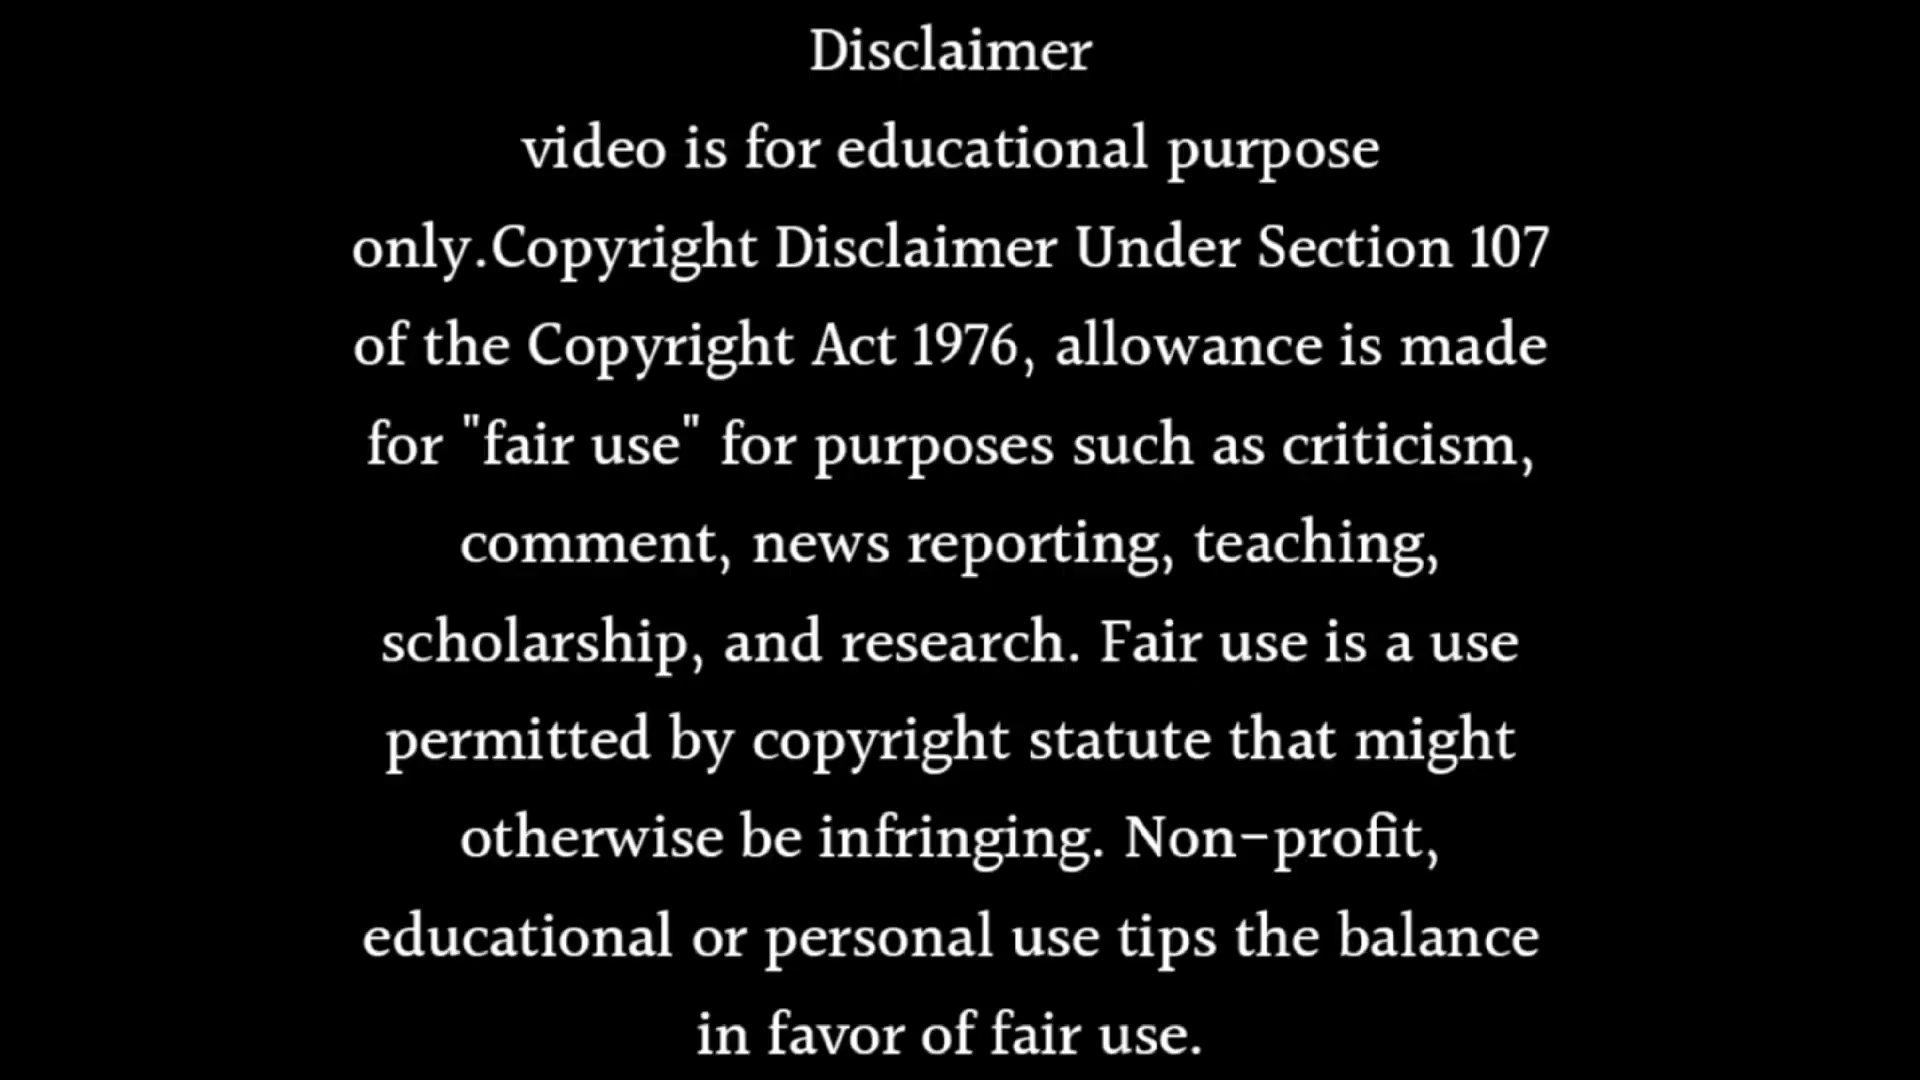 Disclaimer
video is for educational purpose
only.Copyright Disclaimer Under Section 107
of the Copyright Act 1976, allowance is made
for "fair use" for purposes such as criticism,
comment, news reporting, teaching,
scholarship, and research. Fair use is a use
permitted by copyright statute that might
otherwise be infringing. Non-profit,
educational or personal use tips the balance
in favor of fair use.